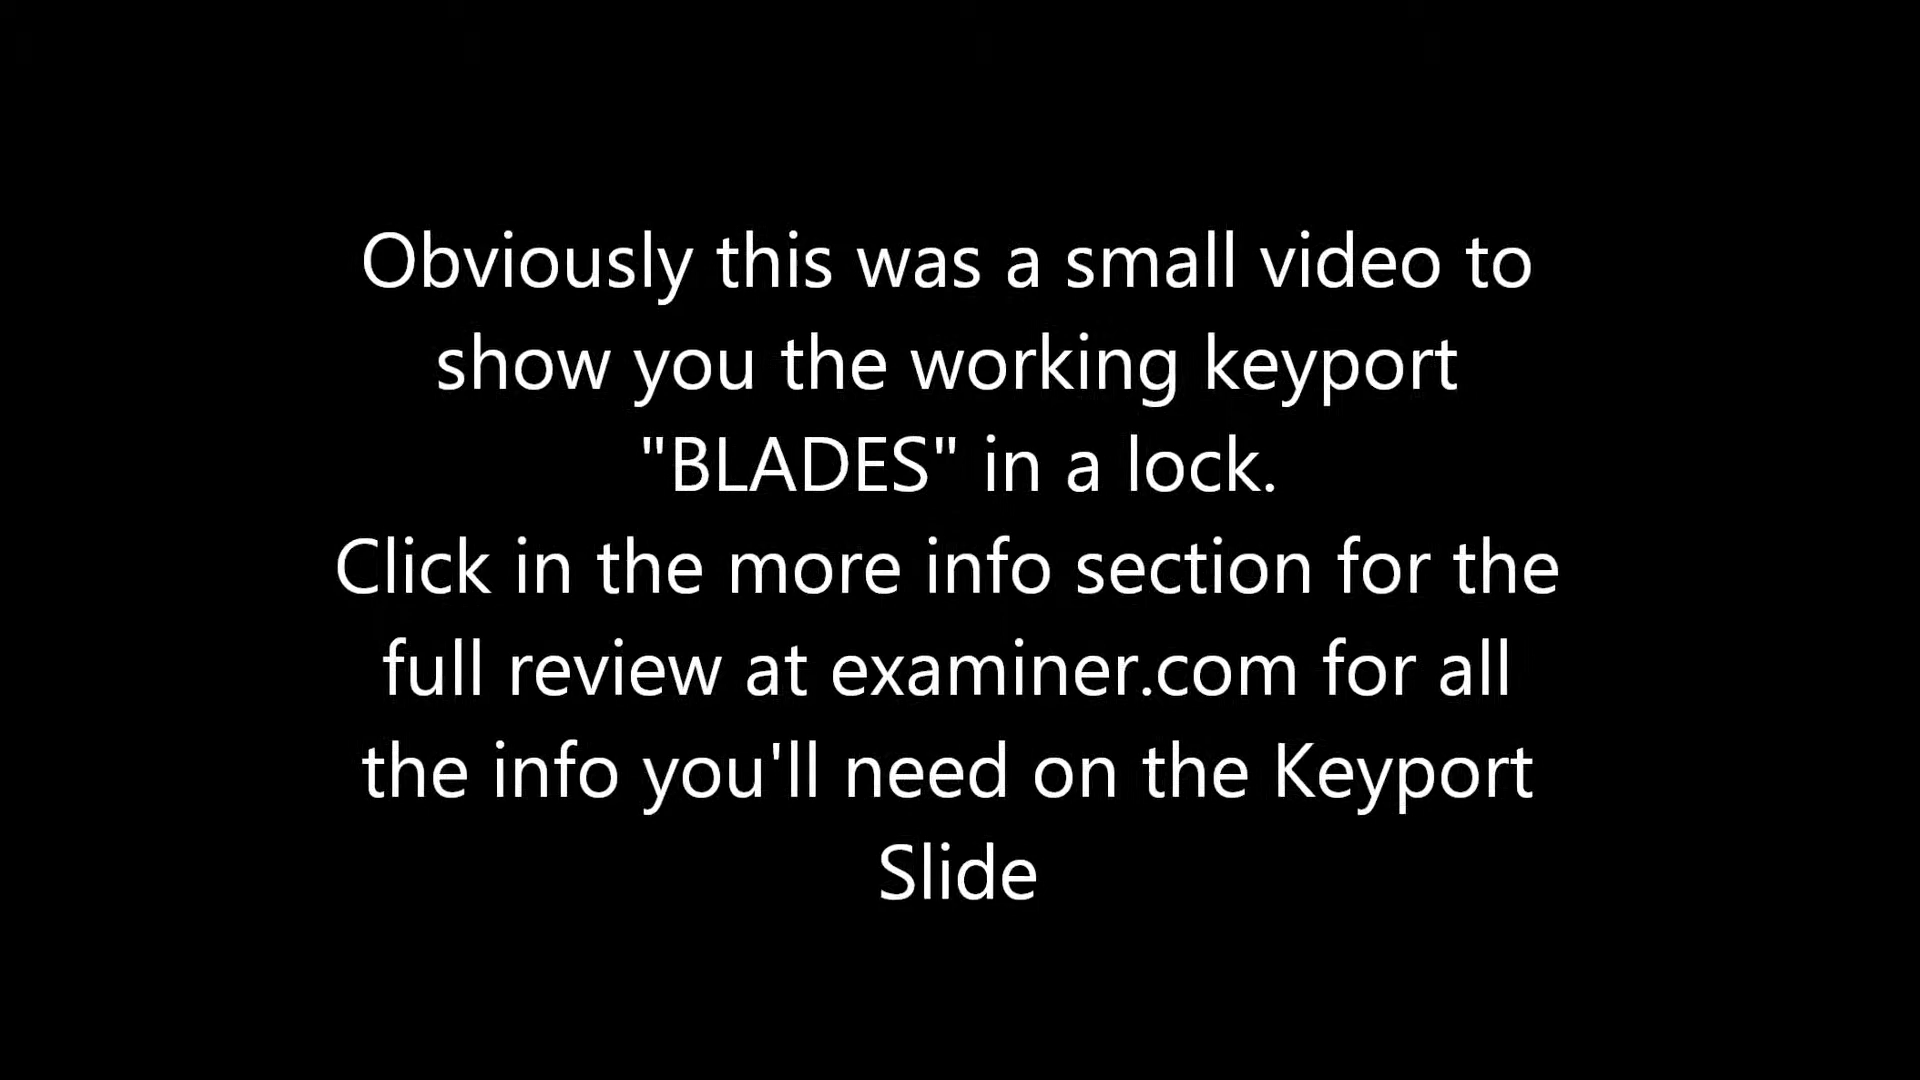 Obviously this was a small video to
show you the working keyport
"BLADES" in a lock.
Click in the more info section for the
full review at examiner.com for all
the info you'll need on the Keyport
Slide